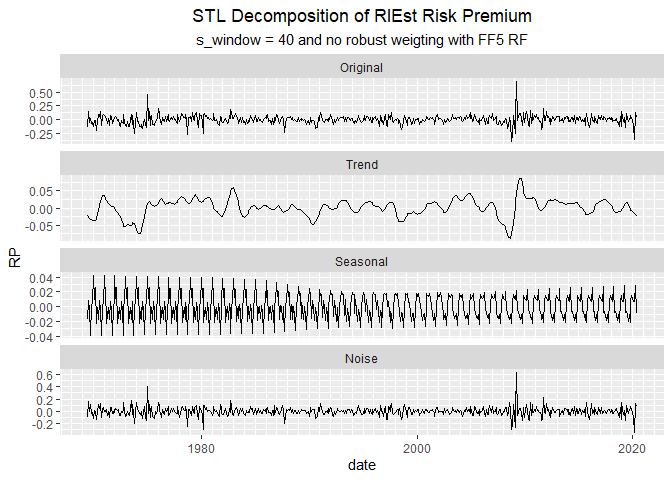 STL Decomposition of RlEst Risk Premium
s_window = 40 and no robust weigting with FF5 RF
Original
0.50
0.25
0.00
-0.25
Trend
0.05
0.00
-0.05
RP
Seasonal
0.04
0.02
0.00
-0.02
-0.04
Noise
0.6
0.4
0.2
0.0
-0.2
1980 2000 2020
date